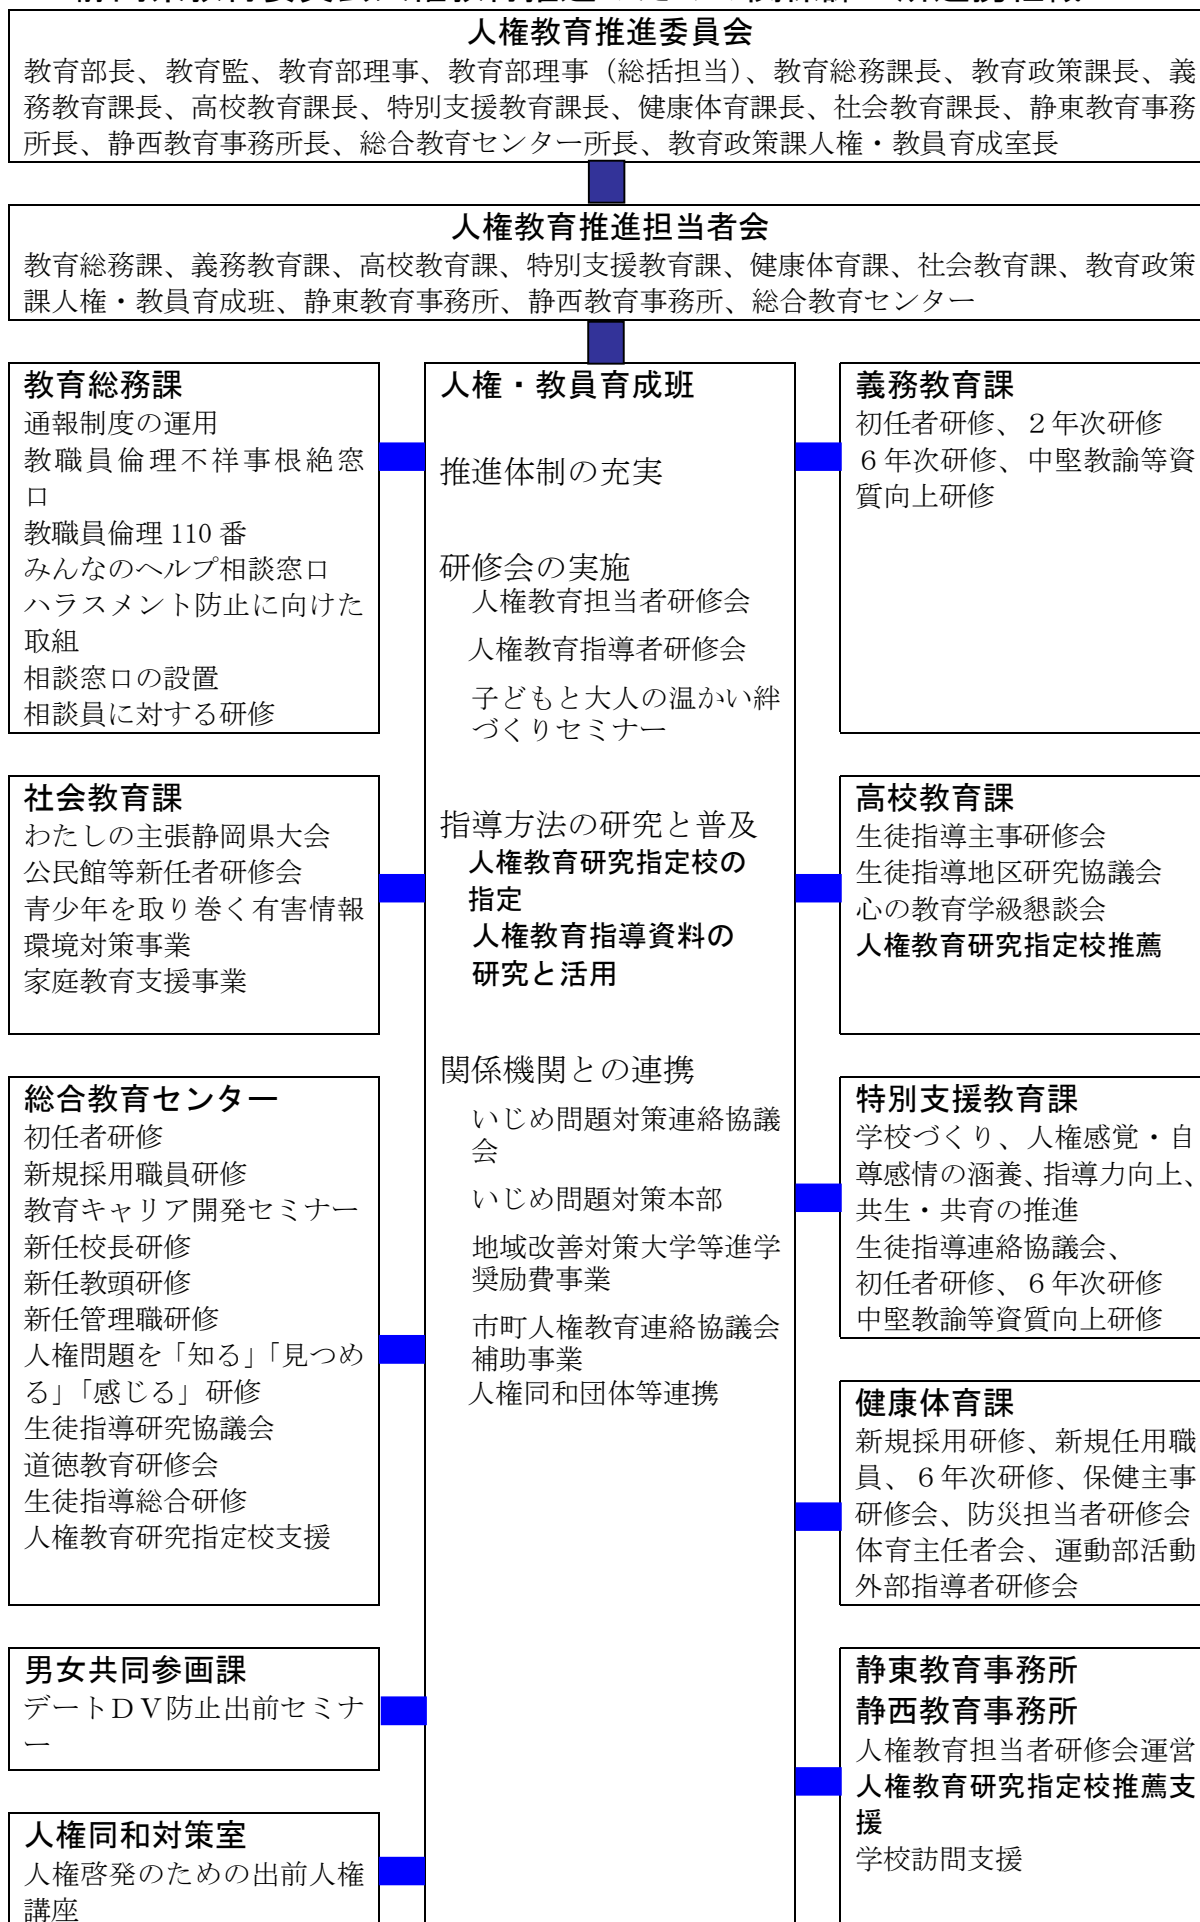 人権教育推進委員会
教育部長、教育監、教育部理事、教育部理事（総括担当）、教育総務課長、教育政策課長、義
務教育課長、高校教育課長、特別支援教育課長、健康体育課長、社会教育課長、静東教育事務
所長、静西教育事務所長、総合教育センター所長、教育政策課人権・教員育成室長
人権教育推進担当者会
教育総務課、義務教育課、高校教育課、特別支援教育課、健康体育課、社会教育課、教育政策
課人権・教員育成班、静東教育事務所、静西教育事務所、総合教育センター
教育総務課
通報制度の運用
教職員倫理不祥事根絶窓
口
教職員倫理 110 番
みんなのヘルプ相談窓口
ハラスメント防止に向けた
取組
相談窓口の設置
相談員に対する研修
社会教育課
わたしの主張静岡県大会
公民館等新任者研修会
青少年を取り巻く有害情報
環境対策事業
家庭教育支援事業
総合教育センター
初任者研修
新規採用職員研修
教育キャリア開発セミナー
新任校長研修
新任教頭研修
新任管理職研修
人権問題を「知る」「見つめ
る」「感じる」研修
生徒指導研究協議会
道徳教育研修会
生徒指導総合研修
人権教育研究指定校支援
男女共同参画課
デートＤＶ防止出前セミナ
ー
人権同和対策室
人権啓発のための出前人権
講座
人権・教員育成班
推進体制の充実
研修会の実施
人権教育担当者研修会
人権教育指導者研修会
子どもと大人の温かい絆
づくりセミナー
指導方法の研究と普及
人権教育研究指定校の
指定
人権教育指導資料の
研究と活用
関係機関との連携
いじめ問題対策連絡協議
会
いじめ問題対策本部
地域改善対策大学等進学
奨励費事業
市町人権教育連絡協議会
補助事業
人権同和団体等連携
義務教育課
初任者研修、２年次研修
６年次研修、中堅教諭等資
質向上研修
高校教育課
生徒指導主事研修会
生徒指導地区研究協議会
心の教育学級懇談会
人権教育研究指定校推薦
特別支援教育課
学校づくり、人権感覚・自
尊感情の涵養、指導力向上、
共生・共育の推進
生徒指導連絡協議会、
初任者研修、６年次研修
中堅教諭等資質向上研修
健康体育課
新規採用研修、新規任用職
員、６年次研修、保健主事
研修会、防災担当者研修会
体育主任者会、運動部活動
外部指導者研修会
静東教育事務所
静西教育事務所
人権教育担当者研修会運営
人権教育研究指定校推薦支
援
学校訪問支援